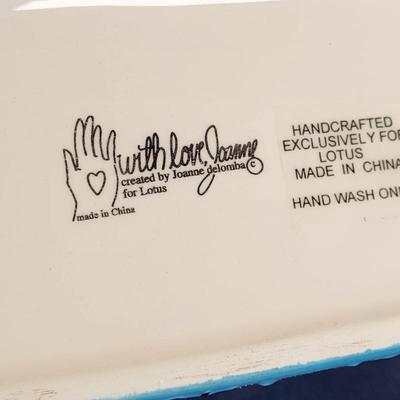 with love, Joanne
created by Joanne delomba ©
for Lotus
made in China
HANDCRAFTED
EXCLUSIVELY FOR
LOTUS
MADE IN CHINA
HAND WASH ONL